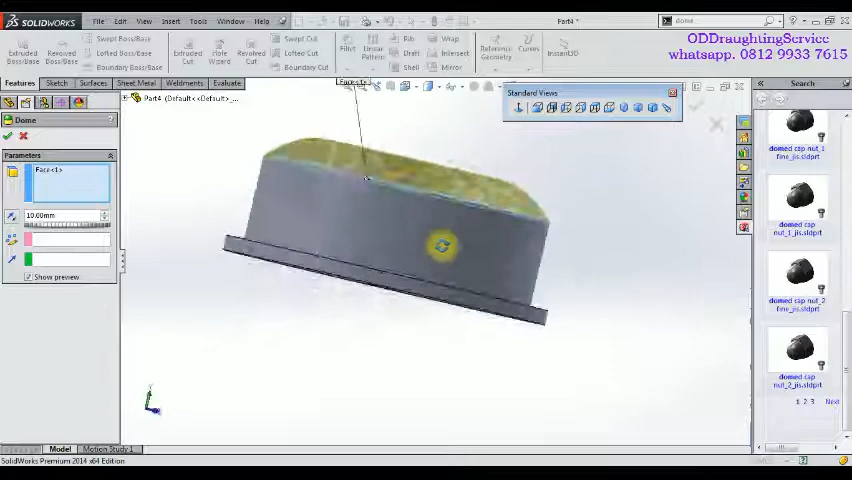 SOLIDWORKS File Edit View Insert Tools Window Help Part4 * dome
Extruded Boss/Base Revolved Boss/Base Swept Boss/Base Lofted Boss/Base Boundary Boss/Base Extruded Cut Hole Wizard Revolved Cut Swept Cut Lofted Cut Boundary Cut Fillet Linear Pattern Rib Draft Shell Wrap Intersect Mirror Reference Geometry Curves Instant3D
ODDraughtingService
whatsapp. 0812 9933 7615
Features Sketch Surfaces Sheet Metal Weldments Evaluate
Face<1>
Part4 (Default<<Default>_...
Standard Views
Search
Dome ?
Parameters
Face<1>
10.00mm
Show preview
domed cap nut_1 fine_jis.sldprt
domed cap nut_1_jis.sldprt
domed cap nut_2 fine_jis.sldprt
domed cap nut_2_jis.sldprt
1 2 3 Next
Model Motion Study 1
SolidWorks Premium 2014 x64 Edition